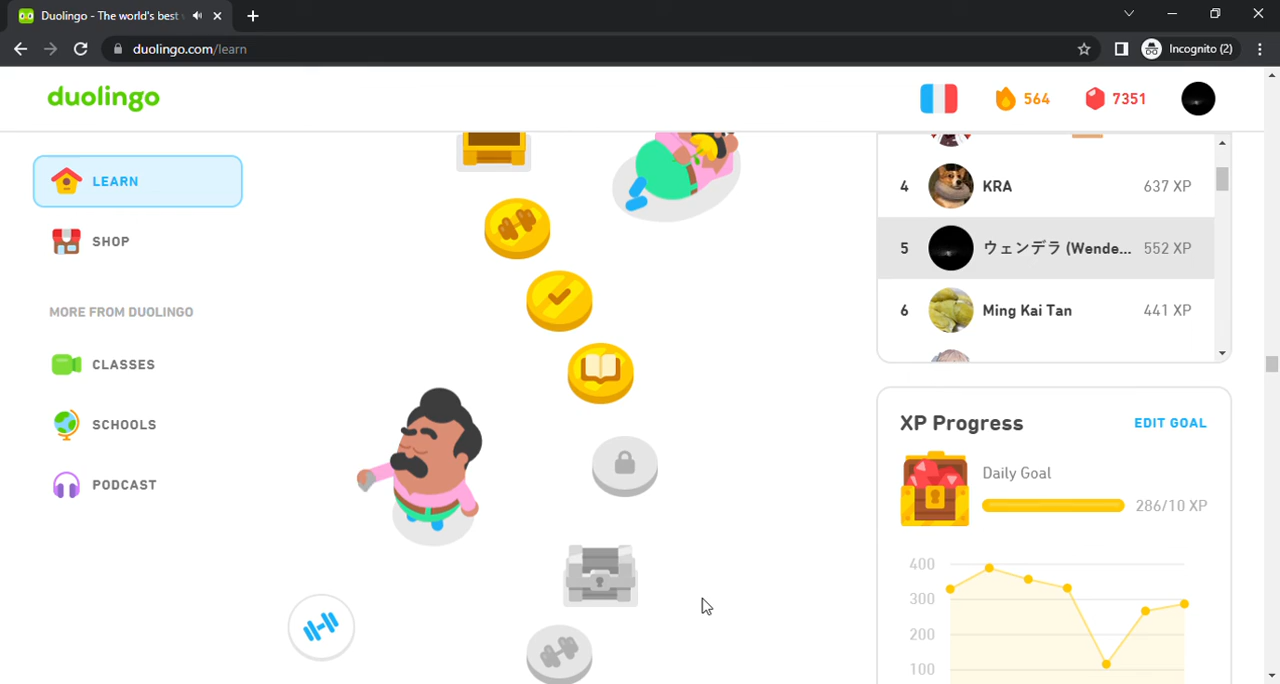 Duolingo - The world's best
duolingo.com/learn
Incognito (2)
duolingo
564
7351
LEARN
SHOP
MORE FROM DUOLINGO
CLASSES
SCHOOLS
PODCAST
4 KRA 637 XP
5 ウェンデラ (Wende... 552 XP
6 Ming Kai Tan 441 XP
XP Progress
EDIT GOAL
Daily Goal
286/10 XP
400
300
200
100